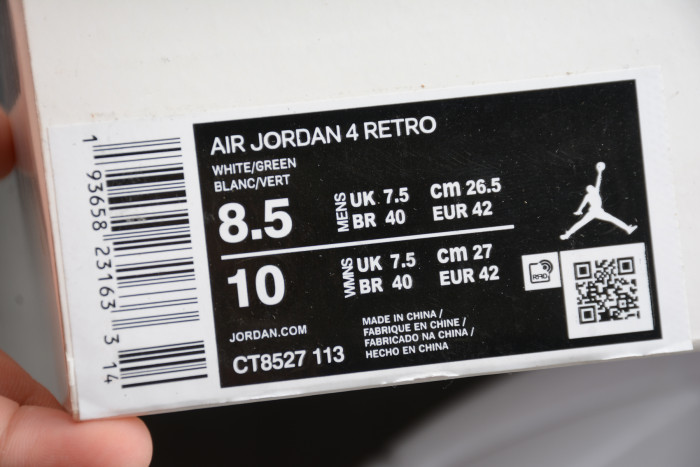 AIR JORDAN 4 RETRO
WHITE/GREEN
BLANC/VERT
8.5
MENS
UK 7.5 cm 26.5
BR 40 EUR 42
10
WMNS
UK 7.5 cm 27
BR 40 EUR 42
RFID
JORDAN.COM
MADE IN CHINA /
FABRIQUE EN CHINE /
FABRICADO NA CHINA /
HECHO EN CHINA
CT8527 113
1 93658 23163 3 14